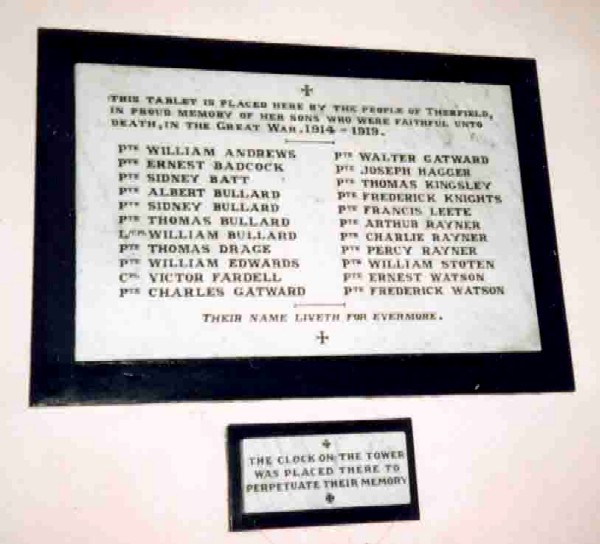 THIS TABLET IS PLACED HERE BY THE PEOPLE OF THERFIELD,
IN PROUD MEMORY OF HER SONS WHO WERE FAITHFUL UNTO
DEATH, IN THE GREAT WAR. 1914 - 1919.
PTE WILLIAM ANDREWS
PTE ERNEST BADCOCK
PTE SIDNEY BATT
PTE ALBERT BULLARD
PTE SIDNEY BULLARD
PTE THOMAS BULLARD
L/CPL WILLIAM BULLARD
PTE THOMAS DRAGE
PTE WILLIAM EDWARDS
CPL VICTOR FARDELL
PTE CHARLES GATWARD
PTE WALTER GATWARD
PTE JOSEPH HAGGER
PTE THOMAS KINGSLEY
PTE FREDERICK KNIGHTS
PTE FRANCIS LEETE
PTE ARTHUR RAYNER
PTE CHARLIE RAYNER
PTE PERCY RAYNER
PTE WILLIAM STOTEN
PTE ERNEST WATSON
PTE FREDERICK WATSON
THEIR NAME LIVETH FOR EVERMORE.
THE CLOCK ON THE TOWER
WAS PLACED THERE TO
PERPETUATE THEIR MEMORY